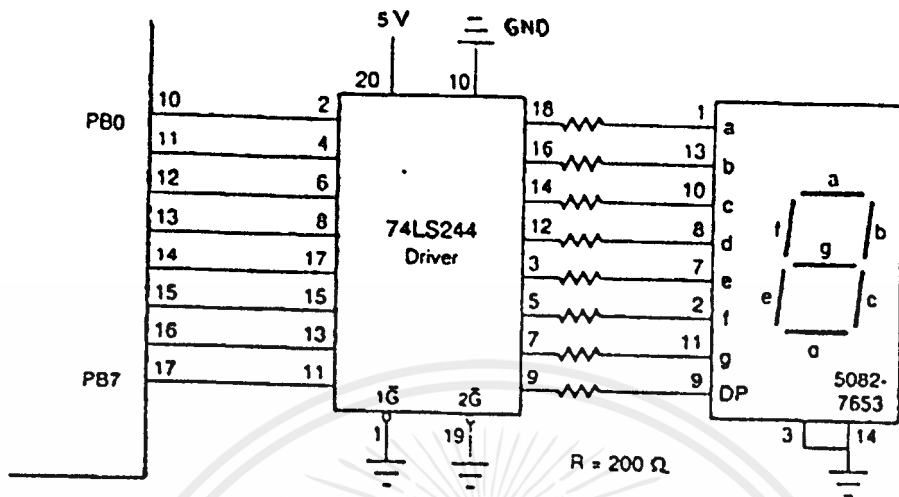 5 V
GND
20
10
PB0
10
2
18
1
a
11
4
16
13
b
12
6
14
10
c
13
8
12
8
d
14
17
3
7
e
15
15
5
2
f
16
13
7
11
g
PB7
17
11
9
9
DP
74LS244
Driver
a
f
b
g
e
c
a
5082-
7653
1G̅
2G̅
1
19
3
14
R = 200 Ω